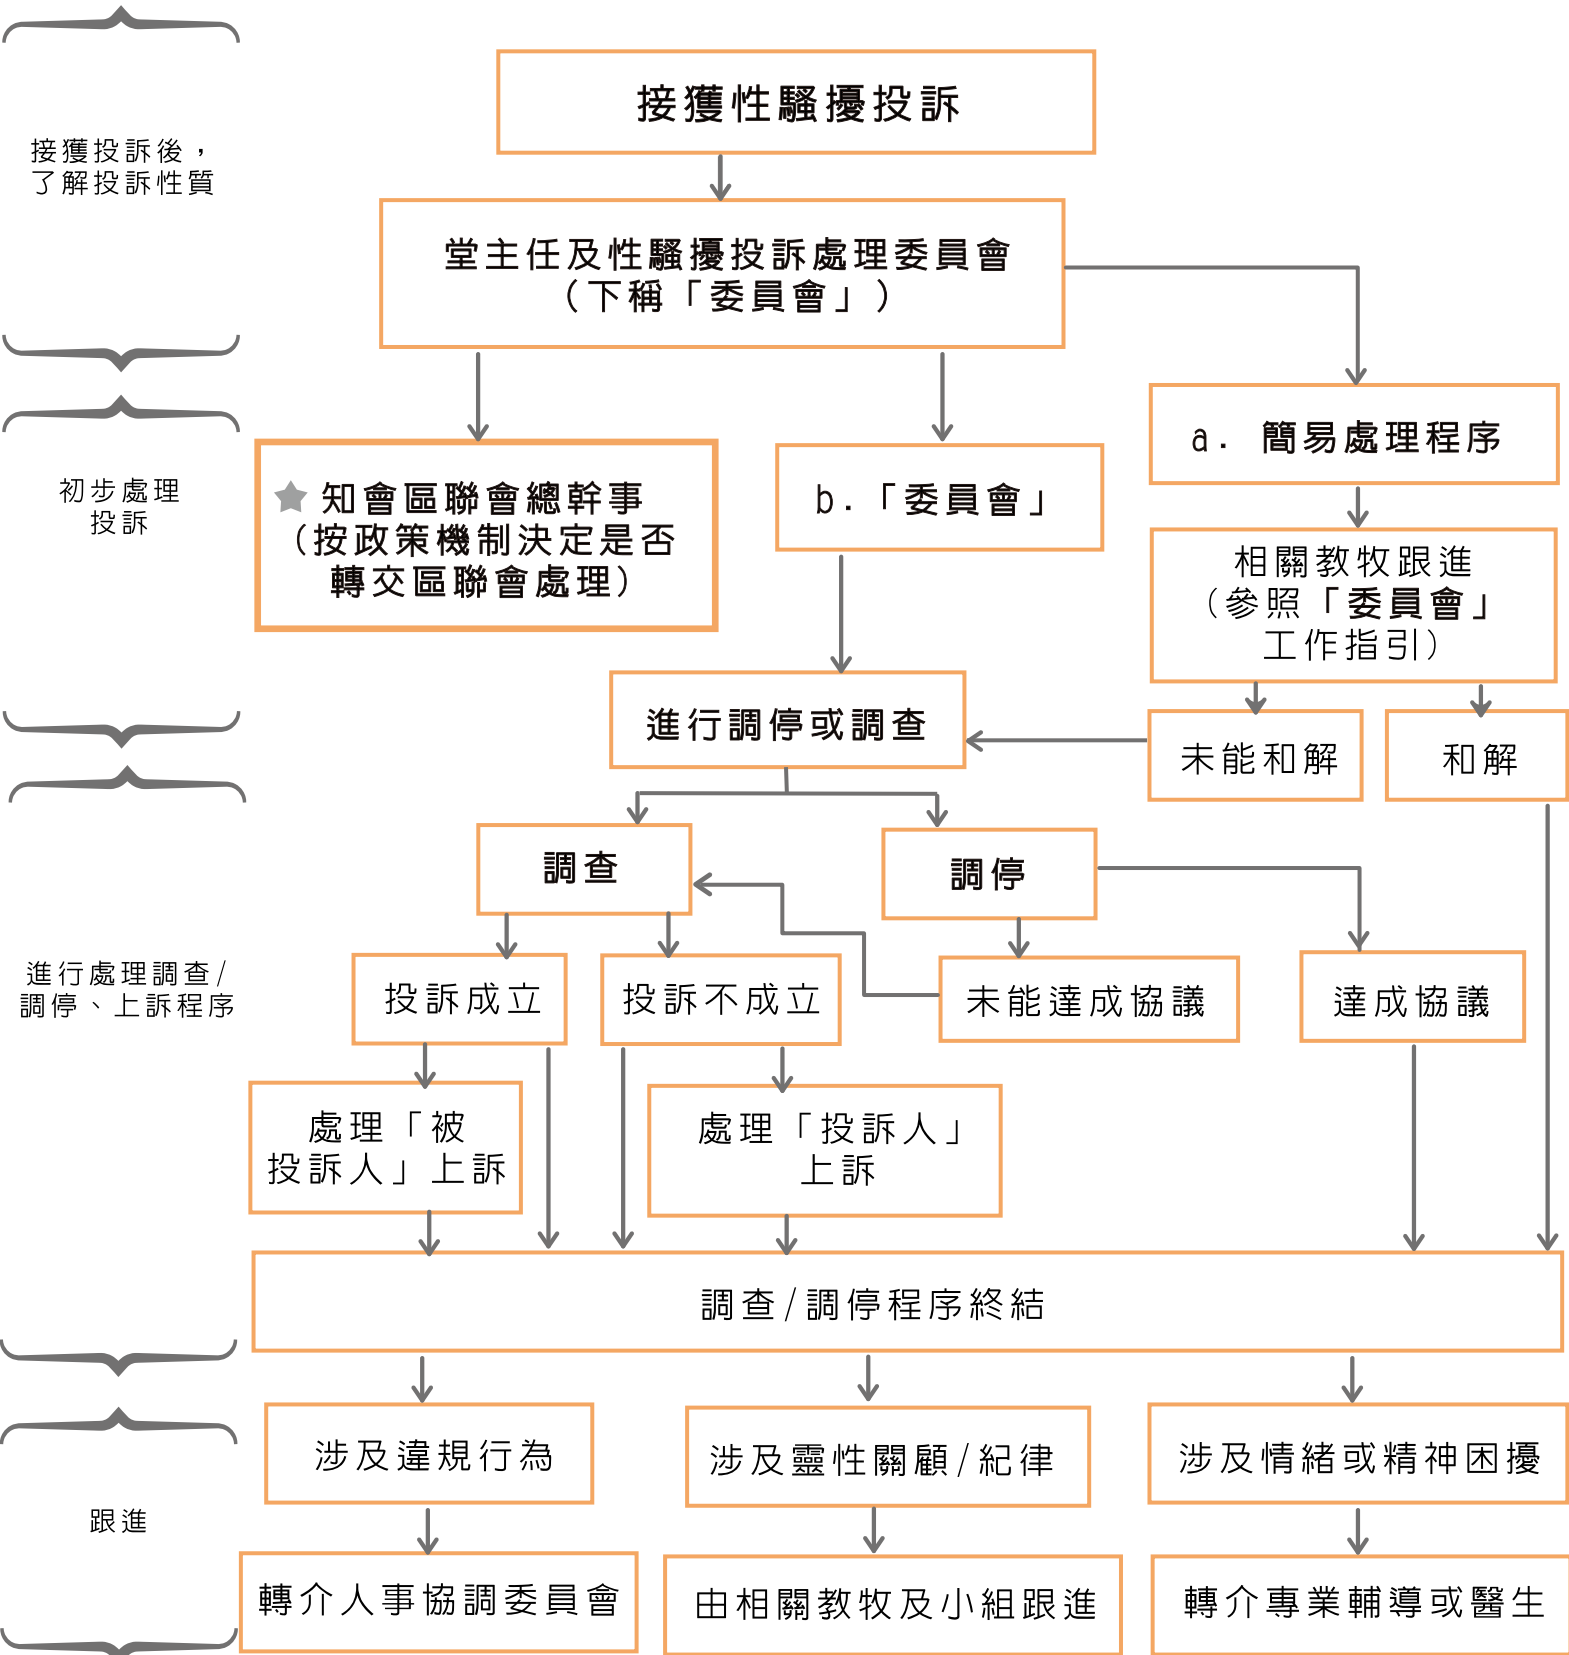 接獲性騷擾投訴
接獲投訴後，
了解投訴性質
堂主任及性騷擾投訴處理委員會
（下稱「委員會」）
a. 簡易處理程序
初步處理
投訴
知會區聯會總幹事
（按政策機制決定是否
轉交區聯會處理）
b.「委員會」
相關教牧跟進
（參照「委員會」
工作指引）
進行調停或調查
未能和解
和解
調查
調停
進行處理調查/
調停、上訴程序
投訴成立
投訴不成立
未能達成協議
達成協議
處理「被
投訴人」上訴
處理「投訴人」
上訴
調查/調停程序終結
涉及違規行為
涉及靈性關顧/紀律
涉及情緒或精神困擾
跟進
轉介人事協調委員會
由相關教牧及小組跟進
轉介專業輔導或醫生